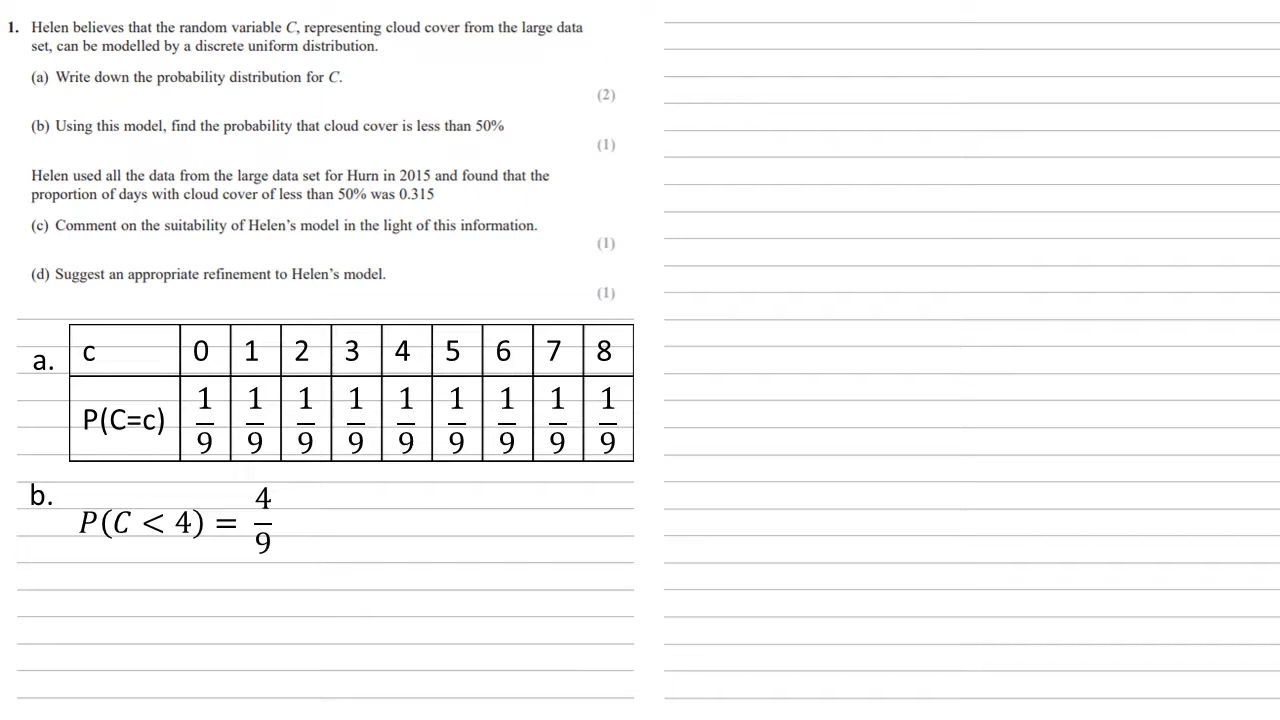 1. Helen believes that the random variable C, representing cloud cover from the large data
set, can be modelled by a discrete uniform distribution.
(a) Write down the probability distribution for C.
(2)
(b) Using this model, find the probability that cloud cover is less than 50%
(1)
Helen used all the data from the large data set for Hurn in 2015 and found that the
proportion of days with cloud cover of less than 50% was 0.315
(c) Comment on the suitability of Helen's model in the light of this information.
(1)
(d) Suggest an appropriate refinement to Helen's model.
(1)
a. c 0 1 2 3 4 5 6 7 8
P(C=c) 1/9 1/9 1/9 1/9 1/9 1/9 1/9 1/9 1/9
b.
P(C < 4) = 4/9